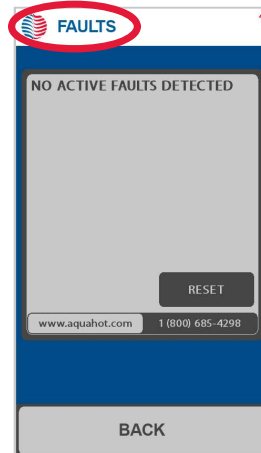 FAULTS
NO ACTIVE FAULTS DETECTED
RESET
www.aquahot.com 1 (800) 685-4298
BACK